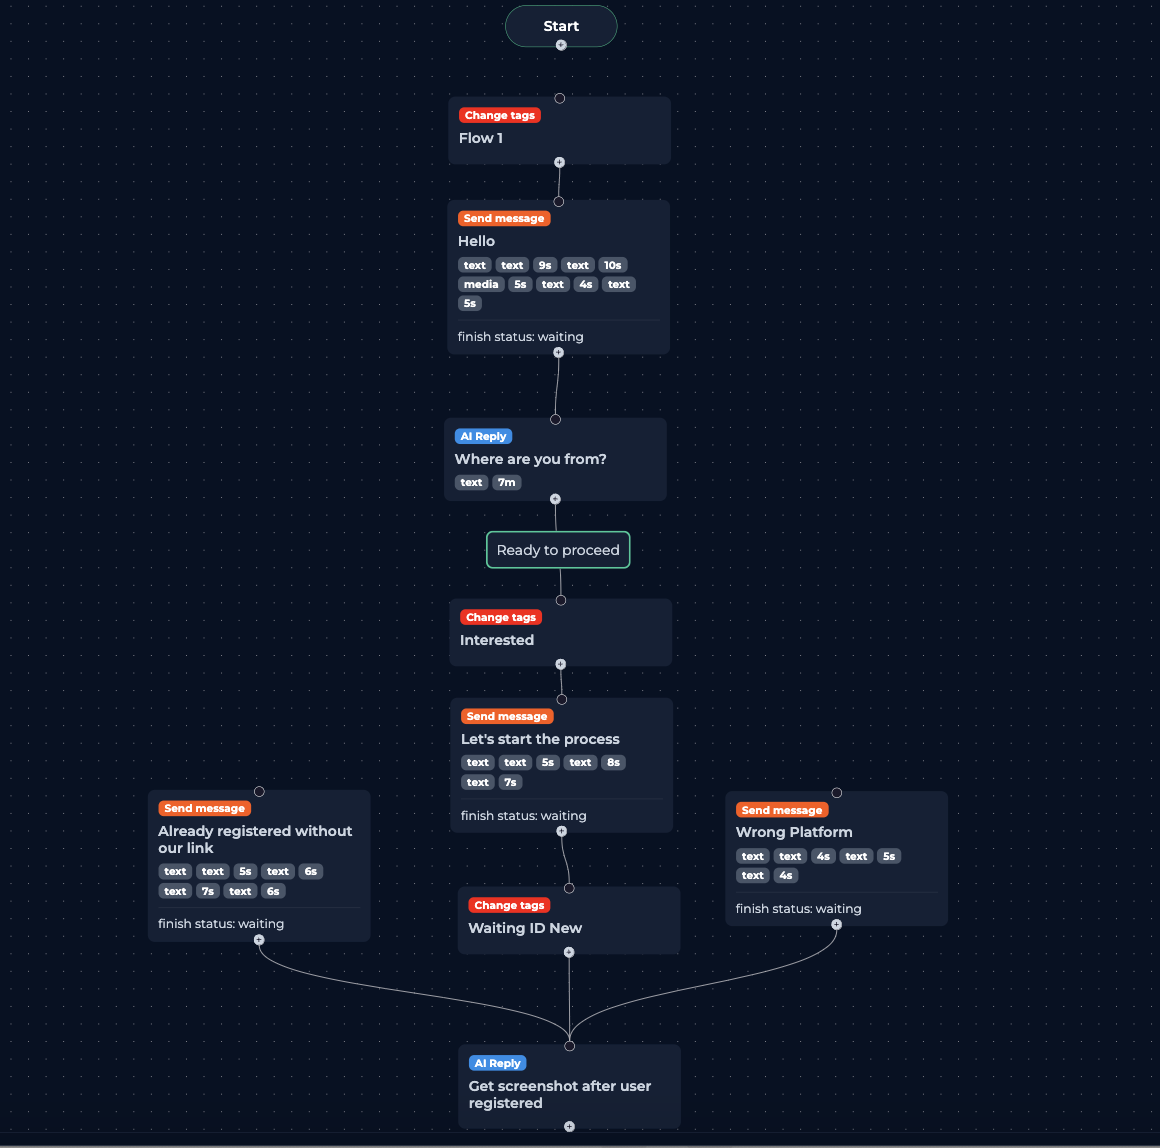 Start
Change tags
Flow 1
Send message
Hello
text text 9s text 10s
media 5s text 4s text
5s
finish status: waiting
AI Reply
Where are you from?
text 7m
Ready to proceed
Change tags
Interested
Send message
Let's start the process
text text 5s text 8s
text 7s
finish status: waiting
Send message
Already registered without
our link
text text 5s text 6s
text 7s text 6s
finish status: waiting
Send message
Wrong Platform
text text 4s text 5s
text 4s
finish status: waiting
Change tags
Waiting ID New
AI Reply
Get screenshot after user
registered